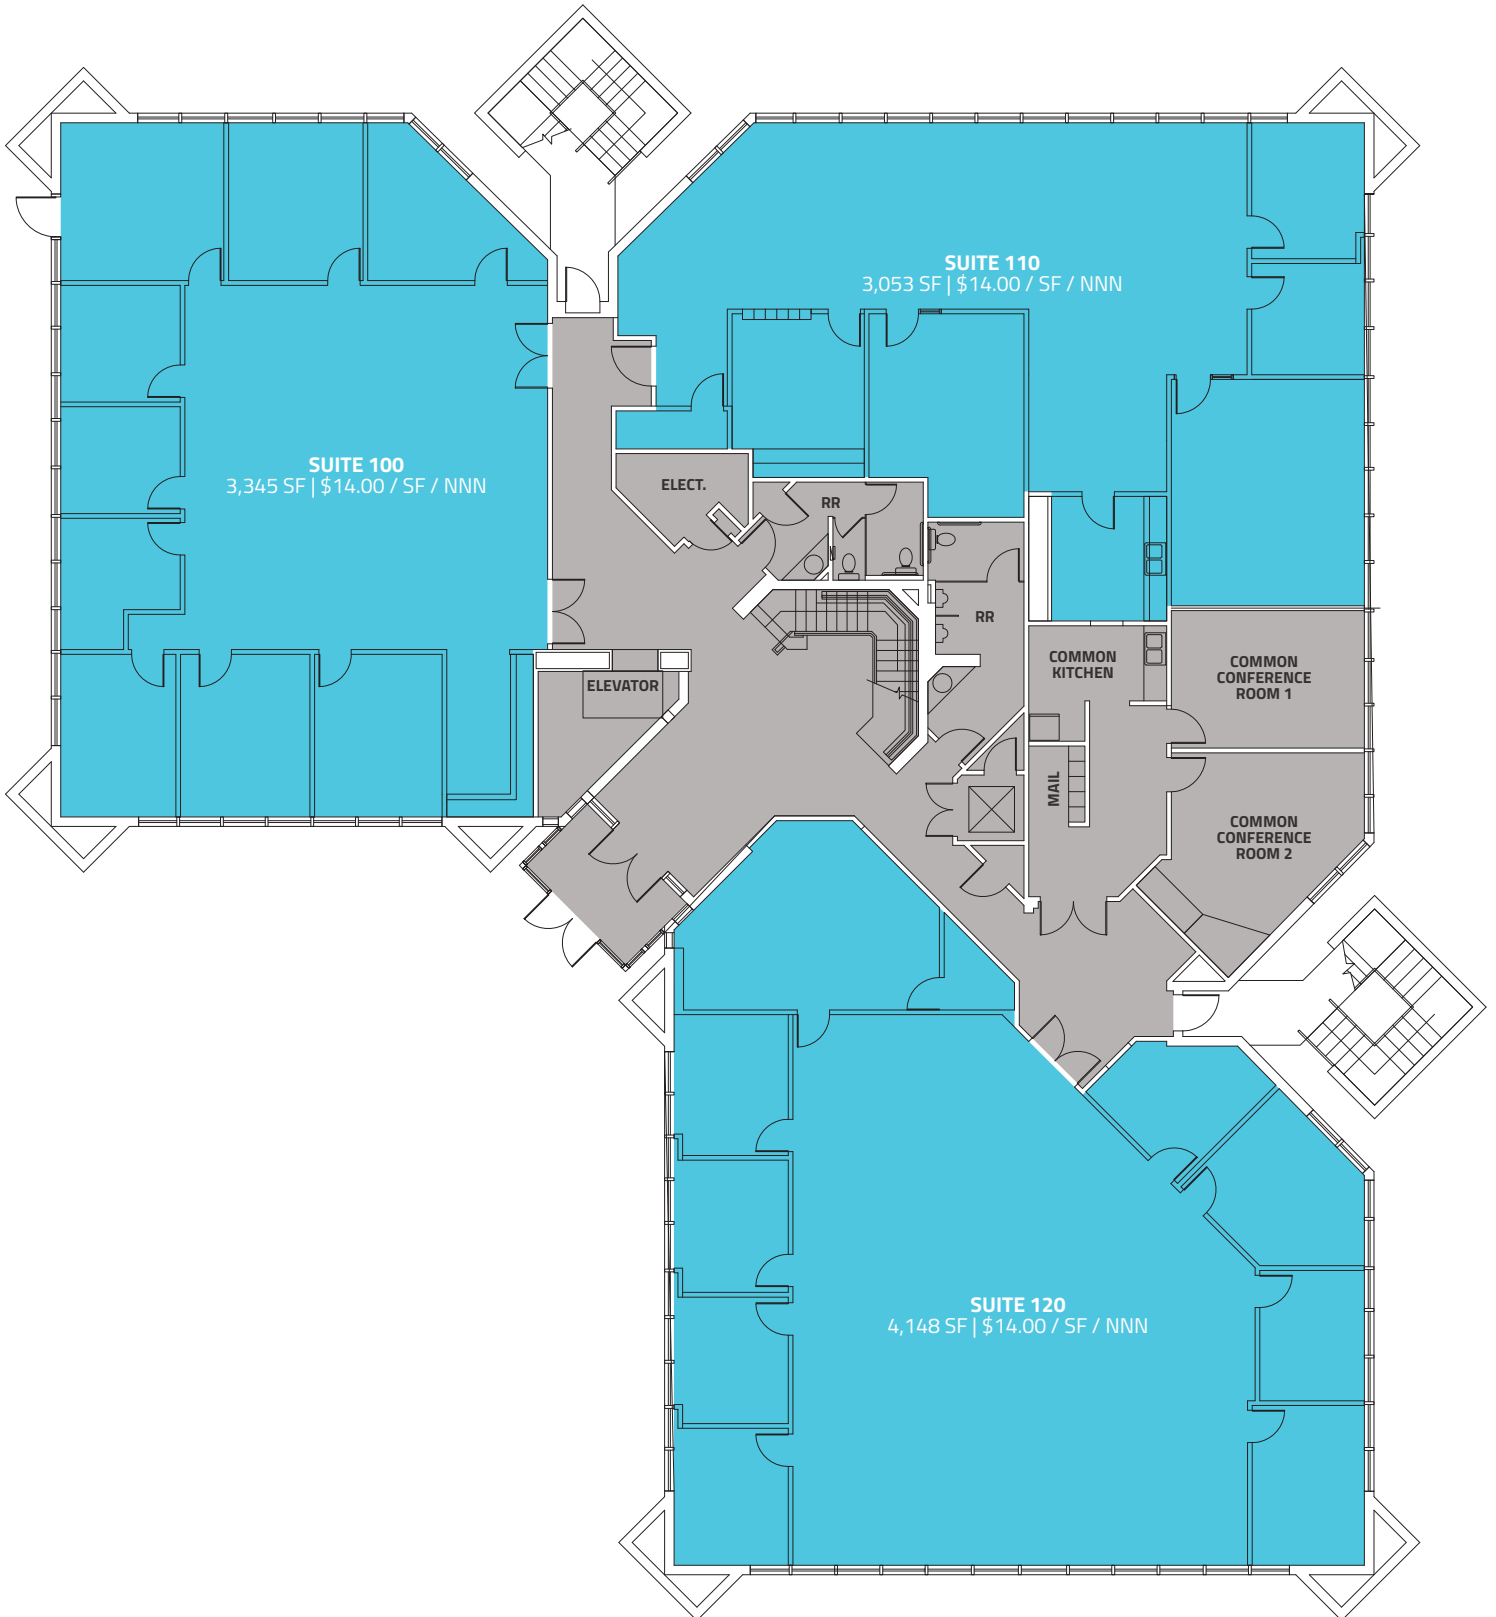 SUITE 110
3,053 SF | $14.00 / SF / NNN
SUITE 100
3,345 SF | $14.00 / SF / NNN
ELECT.
RR
RR
COMMON
KITCHEN
COMMON
CONFERENCE
ROOM 1
ELEVATOR
MAIL
COMMON
CONFERENCE
ROOM 2
SUITE 120
4,148 SF | $14.00 / SF / NNN